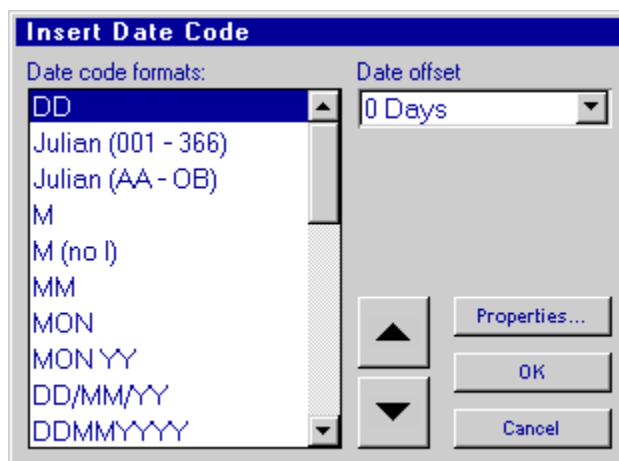 Insert Date Code
Date code formats:
DD
Julian (001 - 366)
Julian (AA - OB)
M
M (no I)
MM
MON
MON YY
DD/MM/YY
DDMMYYYY
Date offset
0 Days
Properties...
OK
Cancel